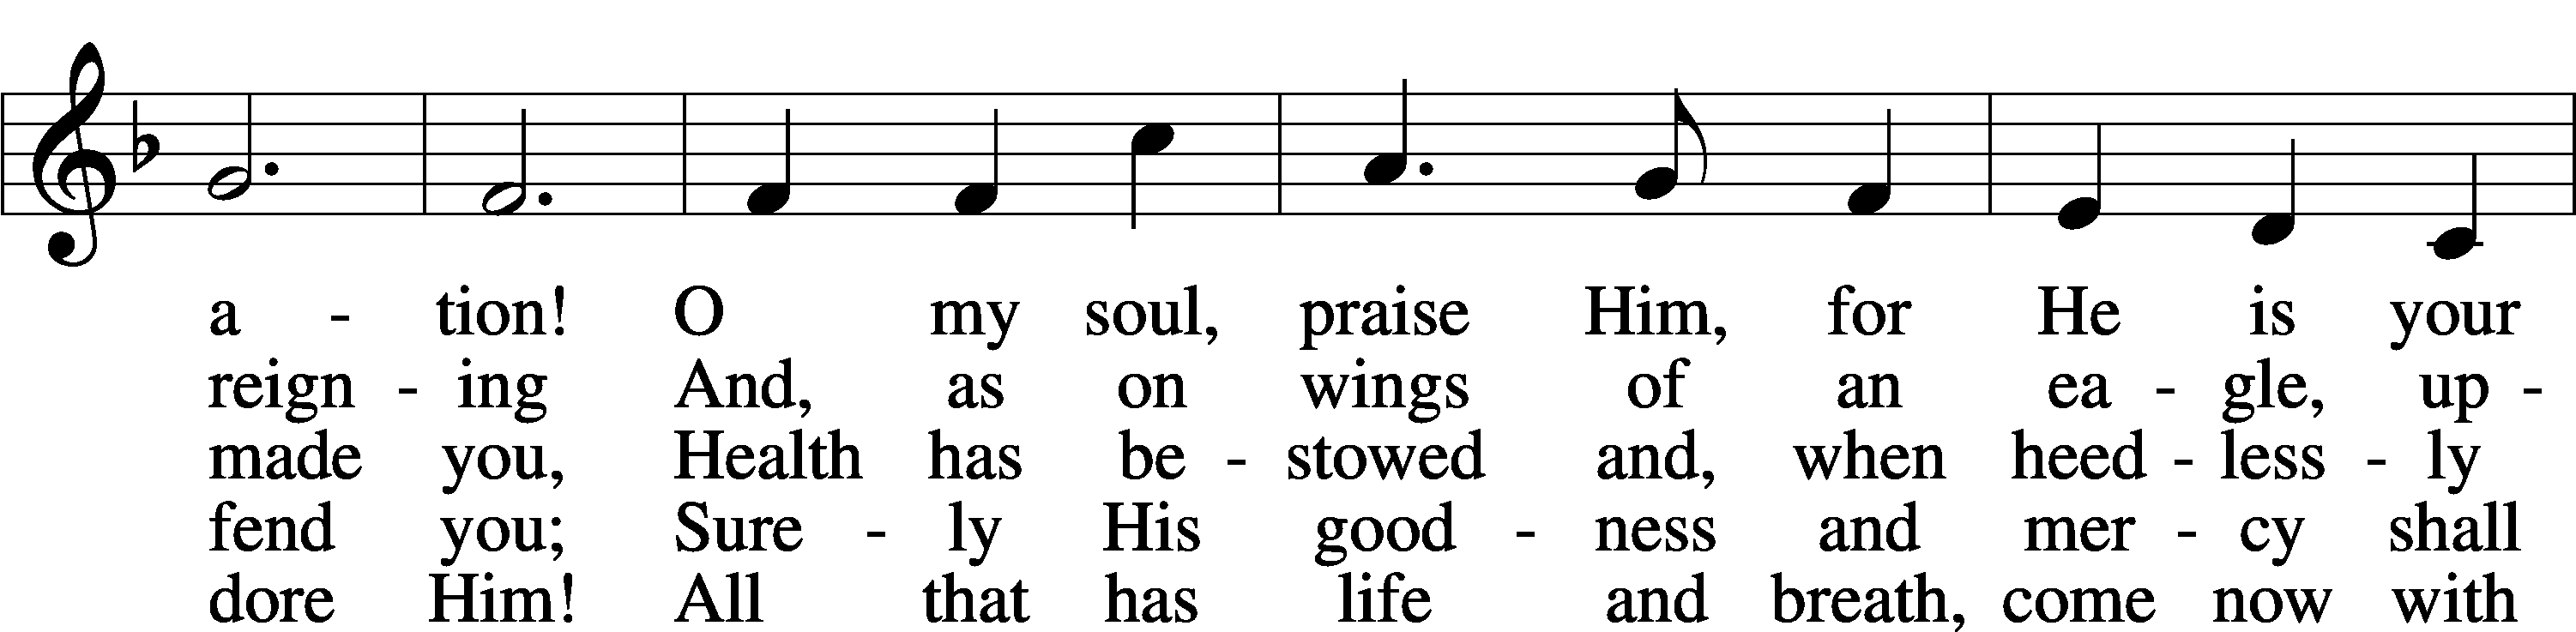 a - tion! O my soul, praise Him, for He is your
reign - ing And, as on wings of an ea - gle, up -
made you, Health has be - stowed and, when heed - less - ly
fend you; Sure - ly His good - ness and mer - cy shall
dore Him! All that has life and breath, come now with